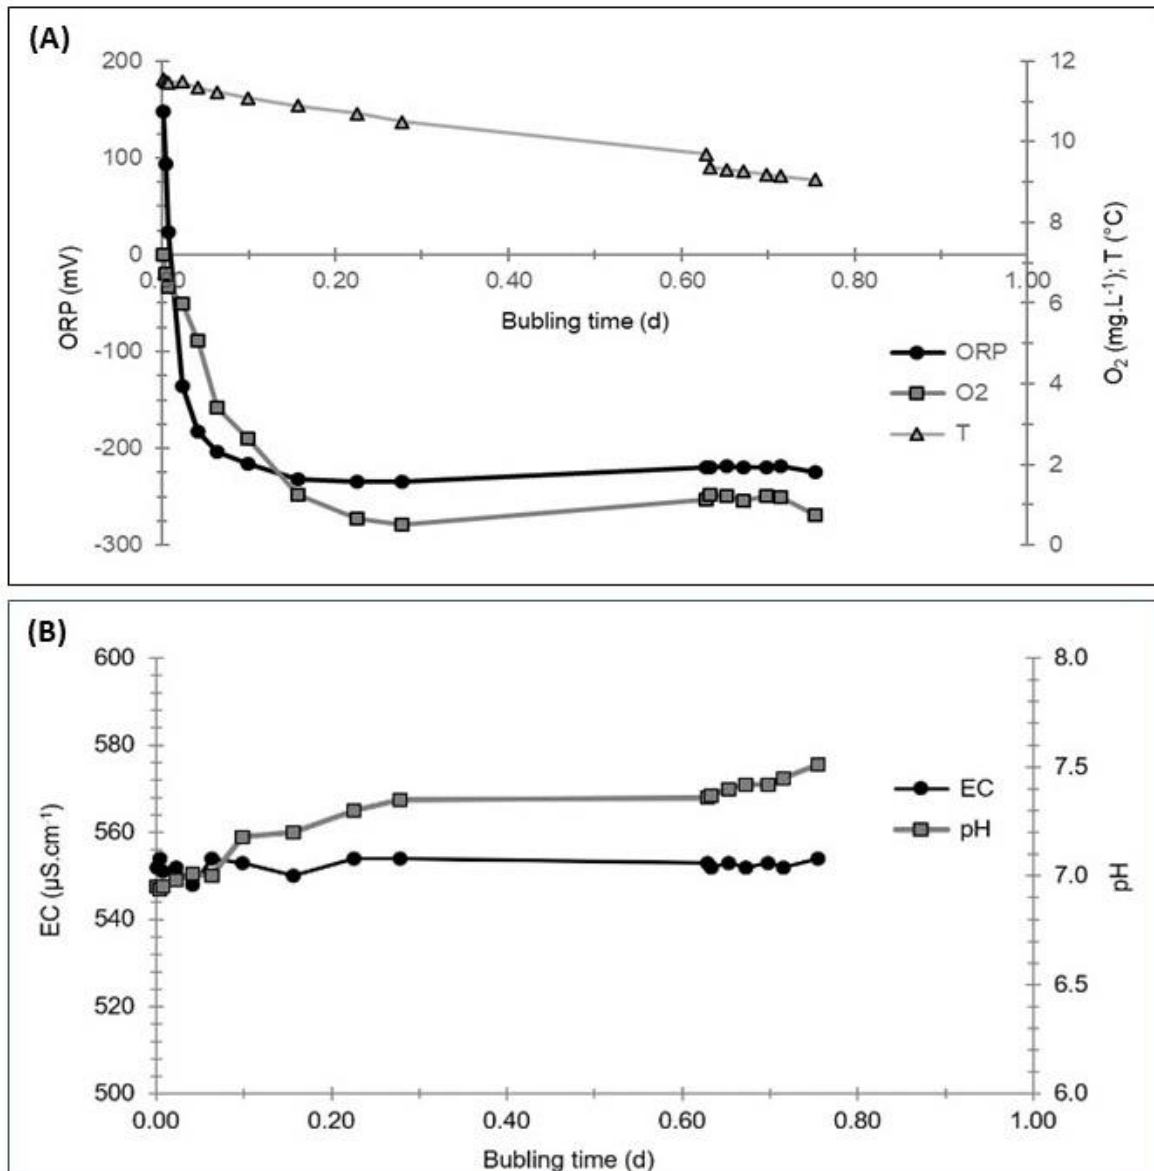 (A)
200
100
0
-100
-200
-300
ORP (mV)
12
10
8
6
4
2
0
O₂ (mg.L⁻¹); T (°C)
0.00 0.20 0.40 0.60 0.80 1.00
Bubling time (d)
ORP
O2
T
(B)
600
580
560
540
520
500
EC (µS.cm⁻¹)
8.0
7.5
7.0
6.5
6.0
pH
EC
pH
0.00 0.20 0.40 0.60 0.80 1.00
Bubling time (d)